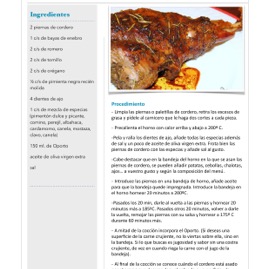 Ingredientes
2 piernas de cordero
1 c/s de bayas de enebro
2 c/s de romero
2 c/s de tomillo
2 c/s de orégano
½ c/s de pimienta negra recién
molida
4 dientes de ajo
1 c/s de mezcla de especias
(pimentón dulce y picante,
comino, perejil, albahaca,
cardamomo, canela, mostaza,
clavo, canela)
150 ml. de Oporto
aceite de oliva virgen extra
sal
Procedimiento
- Limpia las piernas o paletillas de cordero, retira los excesos de
grasa y pídele al carnicero que te haga dos cortes a cada pieza.
- Precalienta el horno con calor arriba y abajo a 200º C.
-Pela y ralla los dientes de ajo, añade todas las especias además
de sal y un poco de aceite de oliva virgen extra. Frota bien las
piernas de cordero con las especias y añade sal al gusto.
-Cabe destacar que en la bandeja del horno en la que se asan las
piernas de cordero, se pueden añadir patatas, cebollas, chalotas,
ajos... a vuestro gusto y según la composición del menú.
- Introduce las piernas en una bandeja de horno, añade aceite
para que la bandeja quede impregnada. Introduce la bandeja en
el horno y hornear 20 minutos a 200ºC.
-Pasados los 20 min. darle al vuelta a las piernas y hornear 20
minutos más a 185ºC. Pasados otros 20 minutos, volver a darle
la vuelta, remojar las piernas con su salsa y hornear a 175º C
durante 60 minutos más.
- A mitad de la cocción incorpora el Oporto. (Si deseas una
superficie de la carne crujiente, no lo viertas sobre ella, sino en
la bandeja. Si lo que buscas es jugosidad y sabor sin una costra
crujiente, de vez en cuando riega la carne con el jugo de la
bandeja).
- Al final de la cocción se conoce el cordero está asado